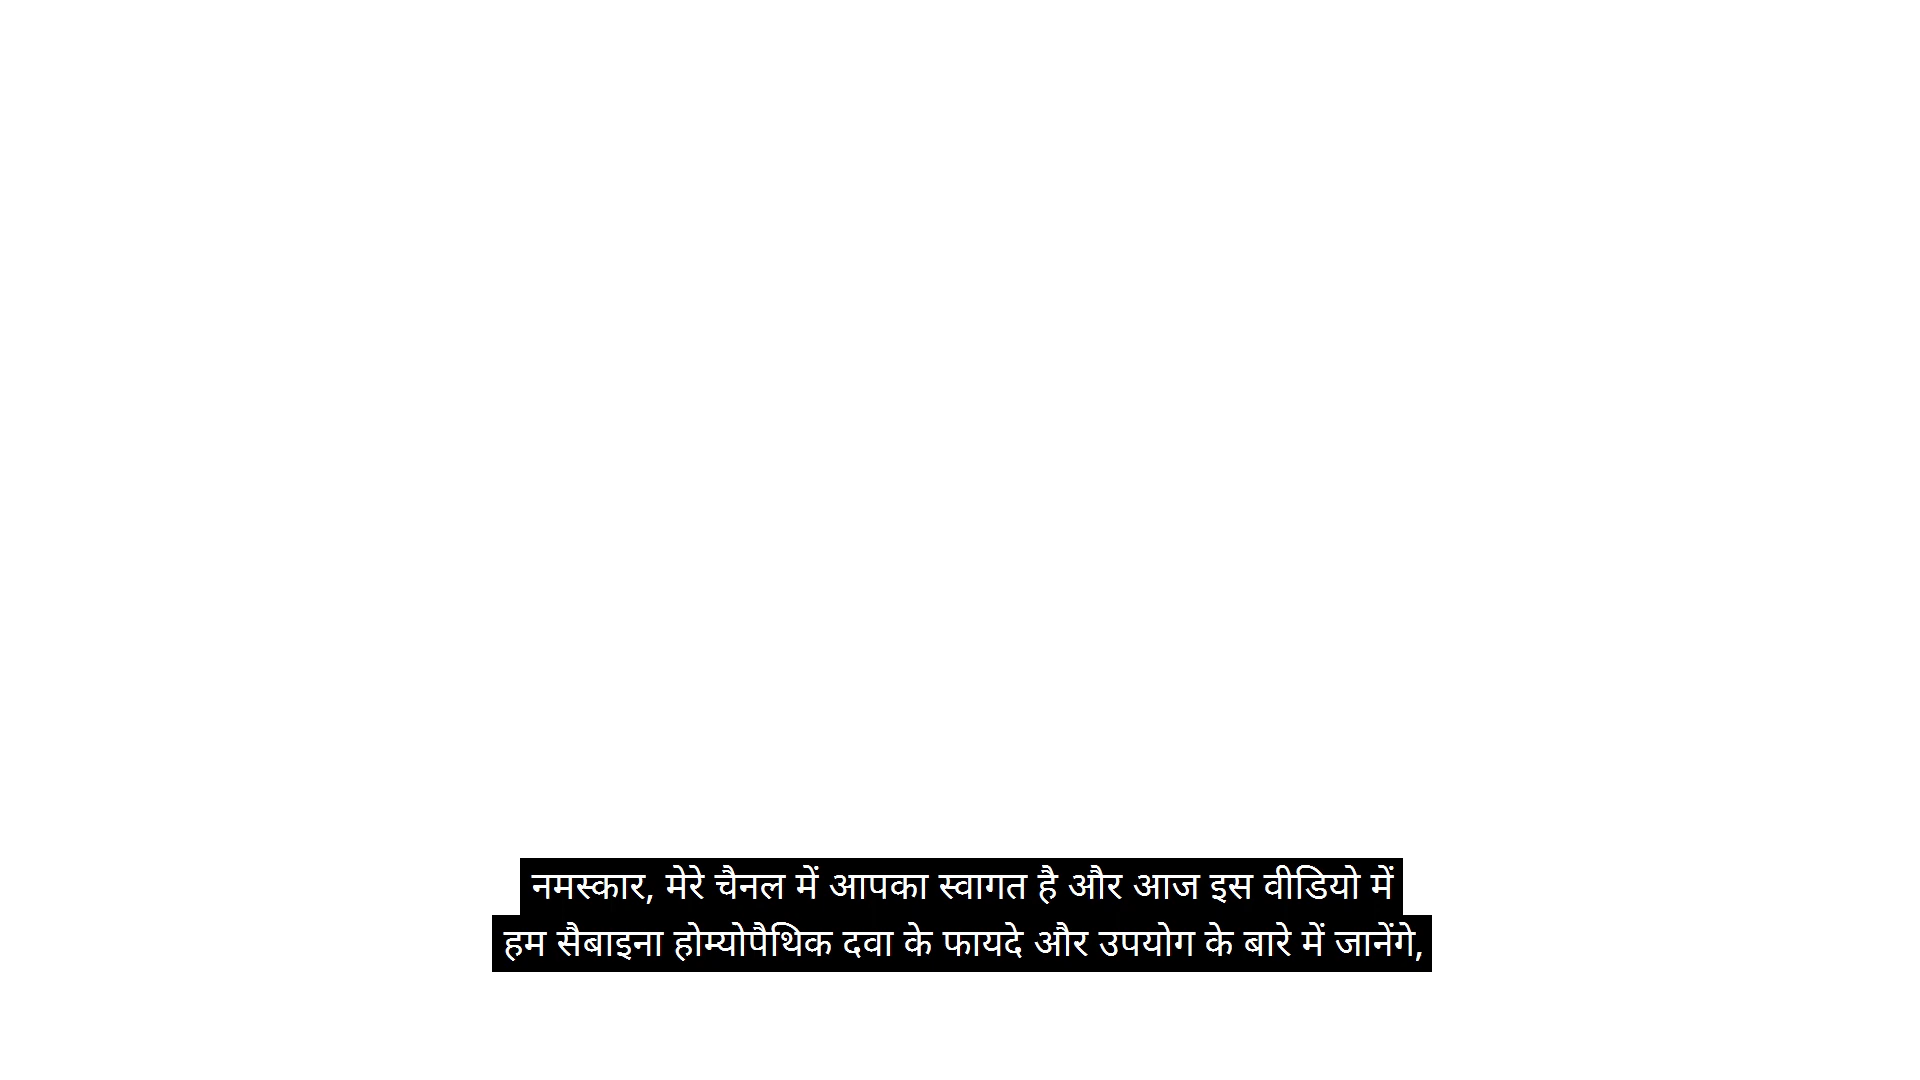 नमस्कार, मेरे चैनल में आपका स्वागत है और आज इस वीडियो में
हम सैबाइना होम्योपैथिक दवा के फायदे और उपयोग के बारे में जानेंगे,